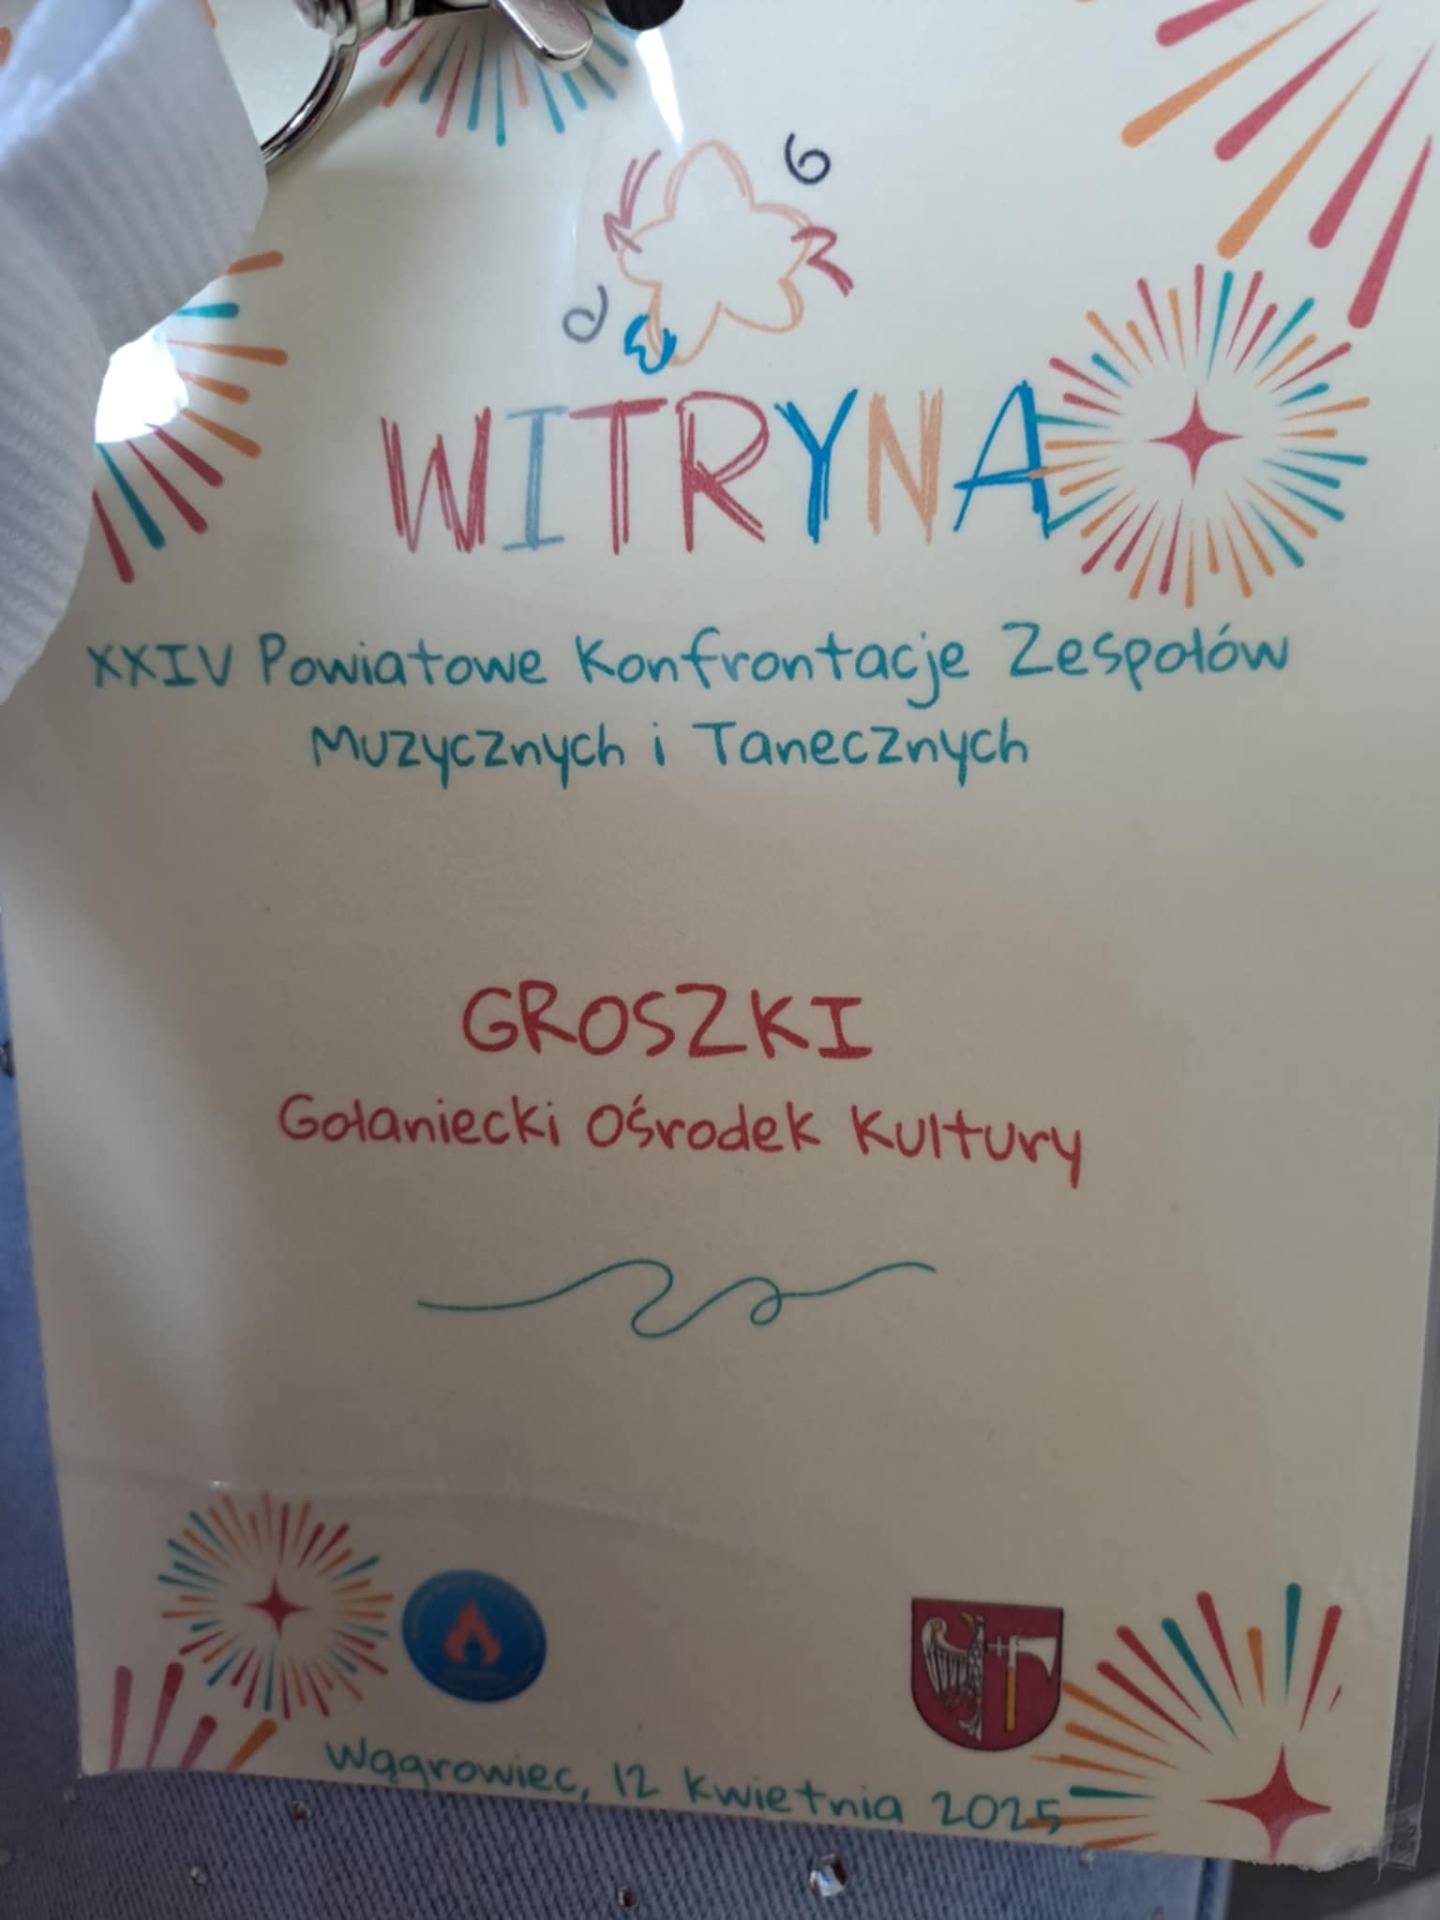 WITRYNA
XXIV Powiatowe Konfrontacje Zespołów
Muzycznych i Tanecznych
GROSZKI
Gołaniecki Ośrodek Kultury
Wągrowiec, 12 kwietnia 2025